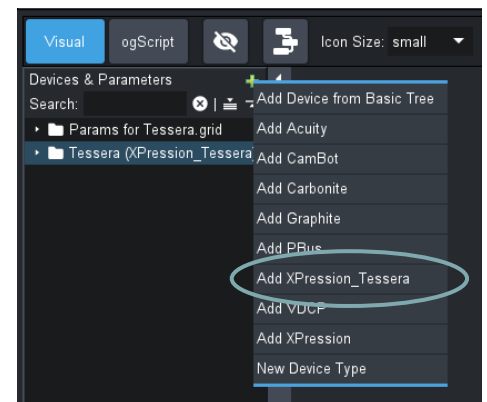 Visual
ogScript
Icon Size: small
Devices & Parameters
Search:
Params for Tessera.grid
Tessera (XPression_Tessera
Add Device from Basic Tree
Add Acuity
Add CamBot
Add Carbonite
Add Graphite
Add PBus
Add XPression_Tessera
Add VDCP
Add XPression
New Device Type